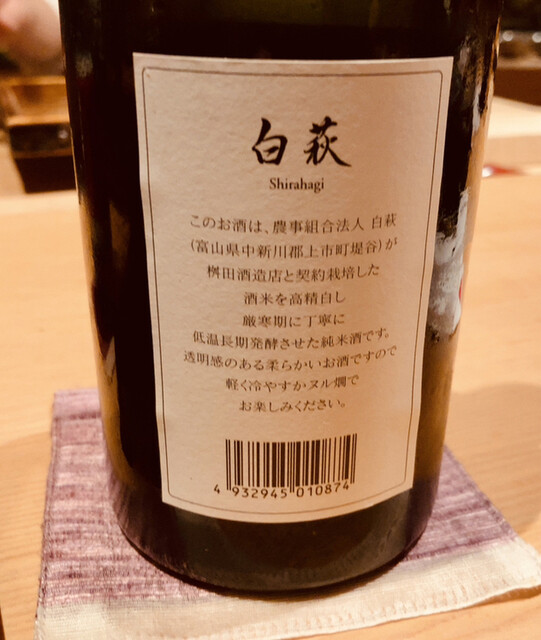 白萩
Shirahagi
このお酒は、農事組合法人 白萩
(富山県中新川郡上市町堤谷)が
桝田酒造店と契約栽培した
酒米を高精白し
厳寒期に丁寧に
低温長期発酵させた純米酒です。
透明感のある柔らかいお酒ですので
軽く冷やすかヌル燗で
お楽しみください。
4 932945 010874